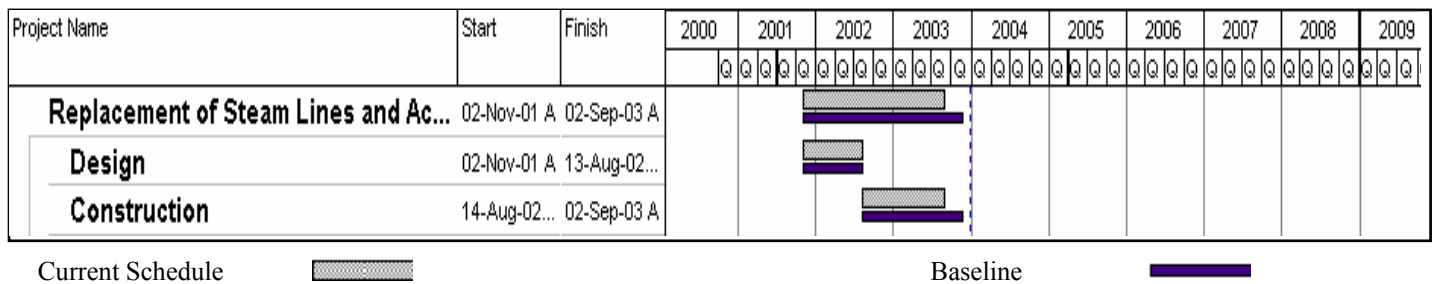 Project Name Start Finish 2000 2001 2002 2003 2004 2005 2006 2007 2008 2009
Q Q Q Q Q Q Q Q Q Q Q Q Q Q Q Q Q Q Q Q Q Q Q Q Q Q Q Q Q Q Q Q Q Q Q Q
Replacement of Steam Lines and Ac... 02-Nov-01 A 02-Sep-03 A
Design 02-Nov-01 A 13-Aug-02...
Construction 14-Aug-02... 02-Sep-03 A
Current Schedule Baseline